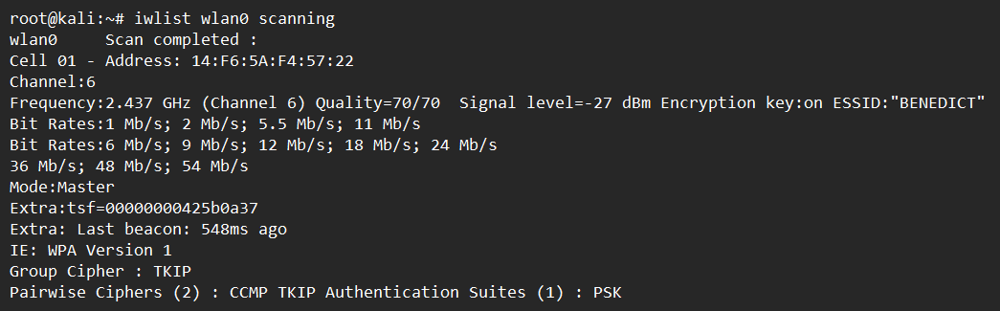 root@kali:~# iwlist wlan0 scanning
wlan0     Scan completed :
Cell 01 - Address: 14:F6:5A:F4:57:22
Channel:6
Frequency:2.437 GHz (Channel 6) Quality=70/70  Signal level=-27 dBm Encryption key:on ESSID:"BENEDICT"
Bit Rates:1 Mb/s; 2 Mb/s; 5.5 Mb/s; 11 Mb/s
Bit Rates:6 Mb/s; 9 Mb/s; 12 Mb/s; 18 Mb/s; 24 Mb/s
36 Mb/s; 48 Mb/s; 54 Mb/s
Mode:Master
Extra:tsf=00000000425b0a37
Extra: Last beacon: 548ms ago
IE: WPA Version 1
Group Cipher : TKIP
Pairwise Ciphers (2) : CCMP TKIP Authentication Suites (1) : PSK